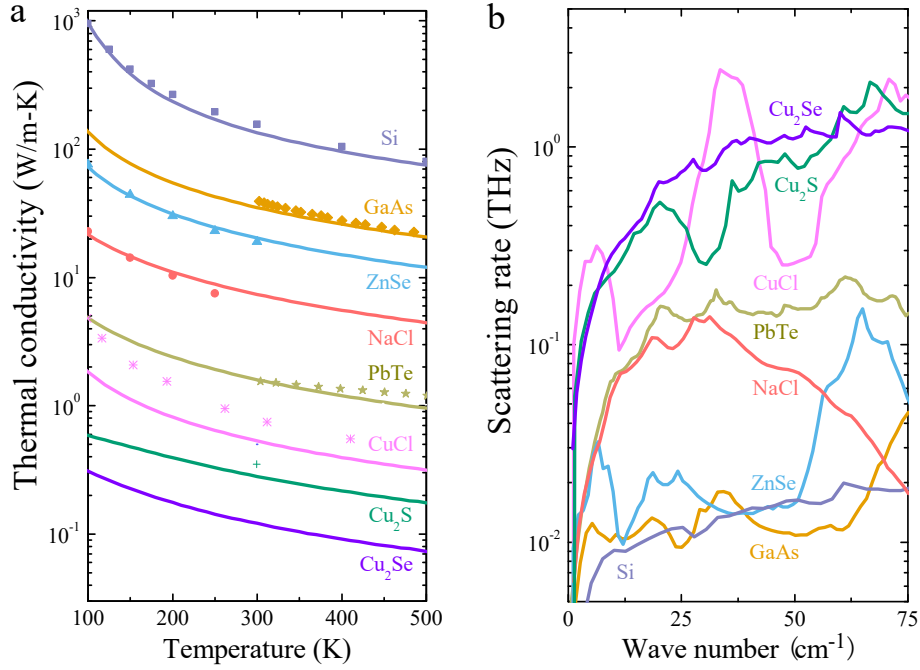 a
Thermal conductivity (W/m-K)
10³
10²
10¹
10⁰
10⁻¹
Si
GaAs
ZnSe
NaCl
PbTe
CuCl
Cu₂S
Cu₂Se
100
200
300
400
500
Temperature (K)
b
Scattering rate (THz)
10⁰
10⁻¹
10⁻²
Cu₂Se
Cu₂S
CuCl
PbTe
NaCl
ZnSe
GaAs
Si
0
25
50
75
Wave number (cm⁻¹)